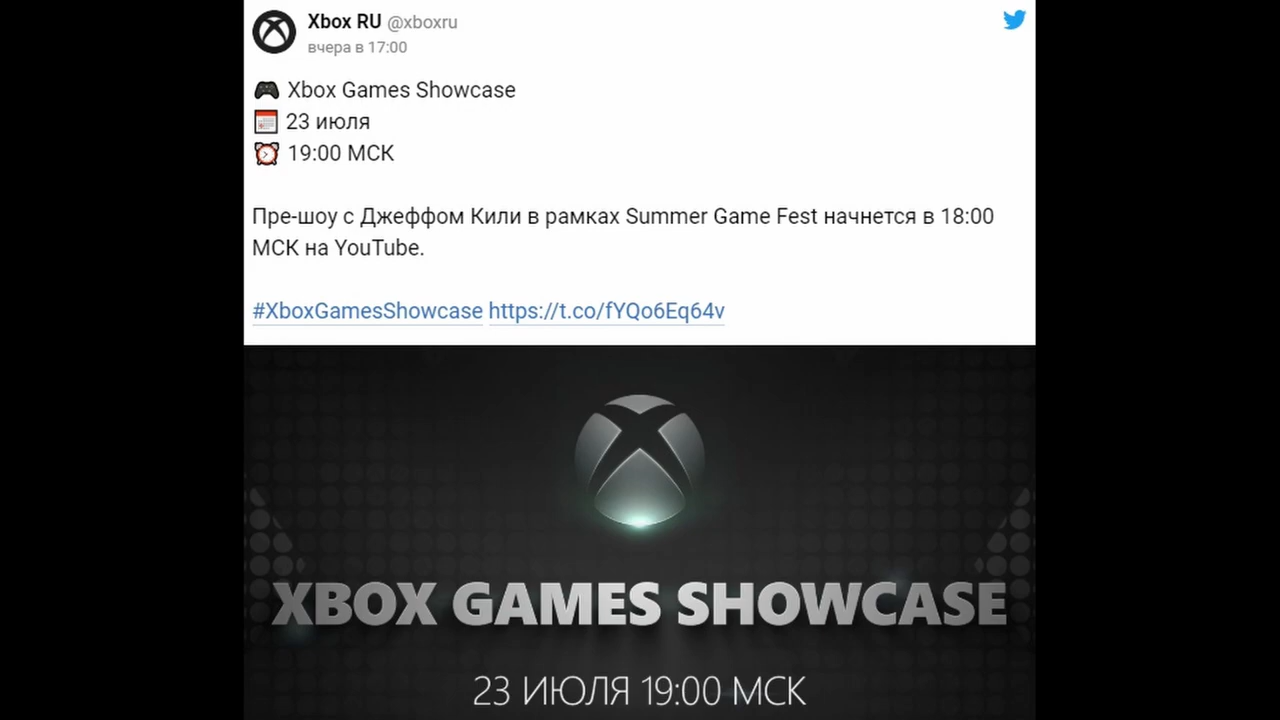 Xbox RU @xboxru
вчера в 17:00
🎮 Xbox Games Showcase
📅 23 июля
⏰ 19:00 МСК
Пре-шоу с Джеффом Кили в рамках Summer Game Fest начнется в 18:00
МСК на YouTube.
#XboxGamesShowcase https://t.co/fYQo6Eq64v
XBOX GAMES SHOWCASE
23 ИЮЛЯ 19:00 МСК